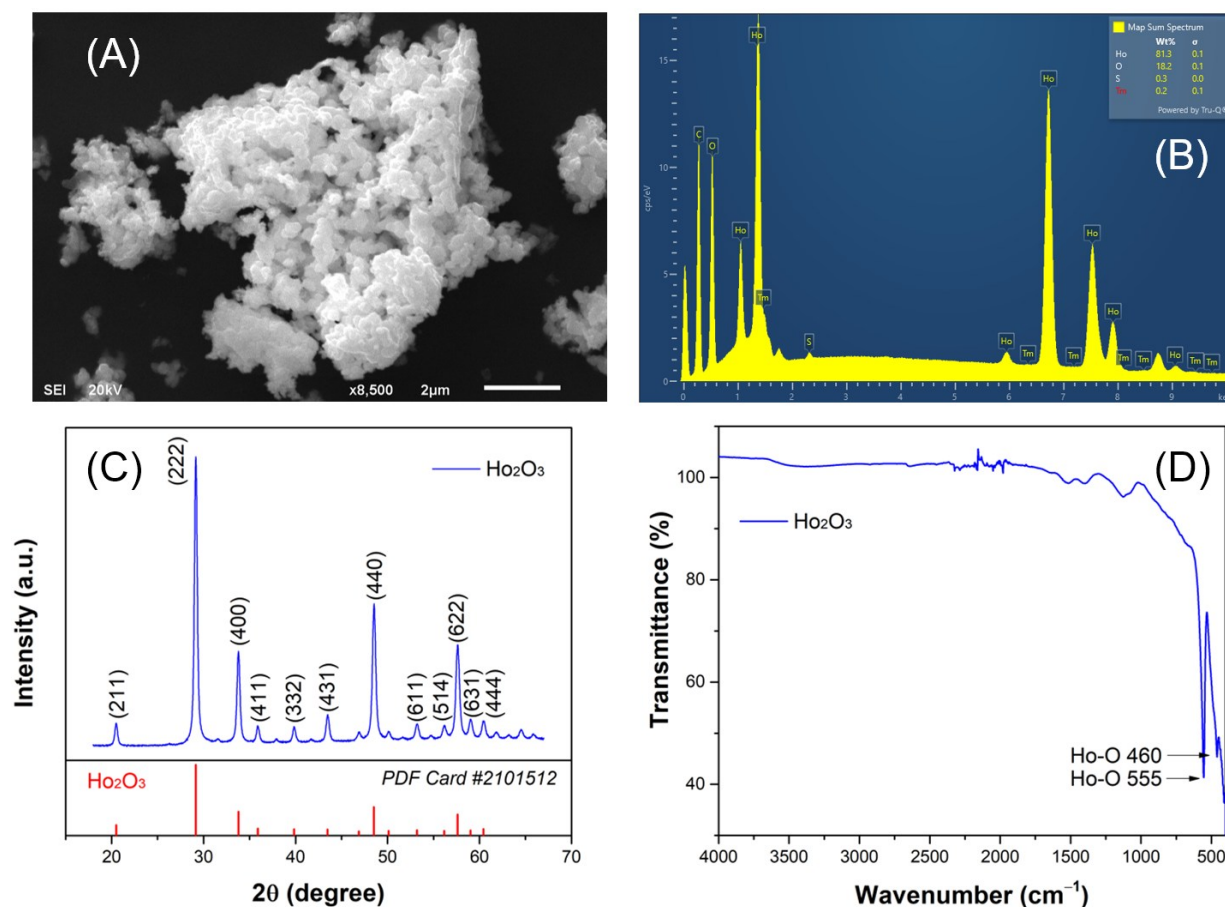 (A)
SEI 20kV x8,500 2μm
(B)
Map Sum Spectrum
Wt% σ
Ho 81.3 0.1
O 18.2 0.1
S 0.3 0.0
Tm 0.2 0.1
Powered by Tru-Q®
cps/eV
15
10
5
0
C
O
Ho
Ho
Tm
S
Ho
Tm
Ho
Tm
Ho
Ho
Tm
Tm
Ho
Tm
Tm
0 1 2 3 4 5 6 7 8 9
(C)
Ho₂O₃
(211)
(222)
(400)
(411)
(332)
(431)
(440)
(611)
(514)
(622)
(631)
(444)
Intensity (a.u.)
Ho₂O₃
PDF Card #2101512
20 30 40 50 60 70
2θ (degree)
(D)
Ho₂O₃
Transmittance (%)
100
80
60
40
Ho-O 460
Ho-O 555
4000 3500 3000 2500 2000 1500 1000 500
Wavenumber (cm⁻¹)